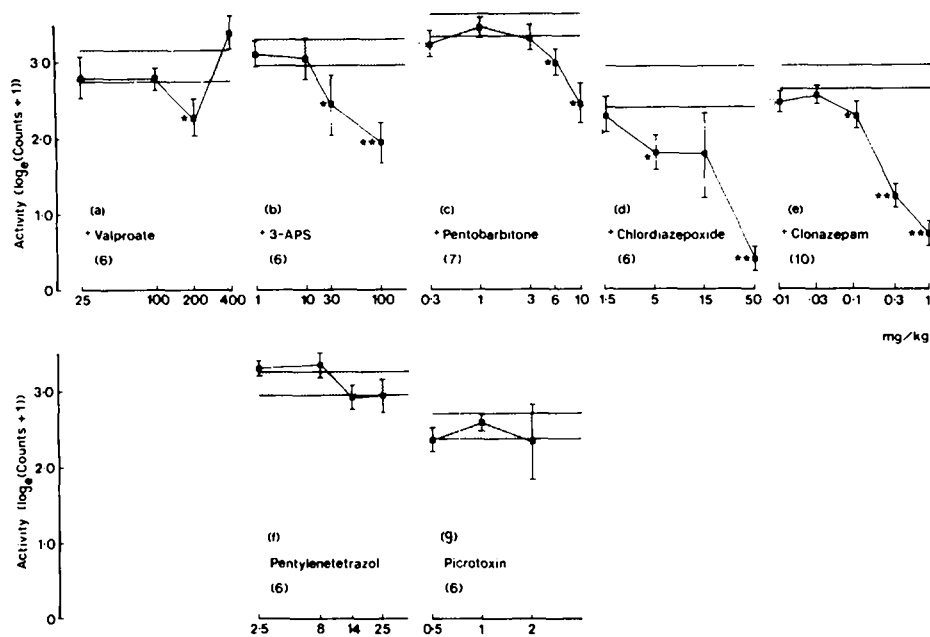 Activity (logₑ(Counts + 1))
3·0
2·0
1·0
0
(a)
+ Valproate
(6)
25 100 200 400
*
(b)
+ 3-APS
(6)
1 10 30 100
*
**
(c)
+ Pentobarbitone
(7)
0·3 1 3 6 10
*
*
(d)
+ Chlordiazepoxide
(6)
1·5 5 15 50
*
**
(e)
+ Clonazepam
(10)
·01 ·03 0·1 0·3 1
*
**
**
mg/kg
Activity (logₑ(Counts + 1))
3·0
2·0
1·0
0
(f)
Pentylenetetrazol
(6)
2·5 8 14 25
(g)
Picrotoxin
(6)
0·5 1 2